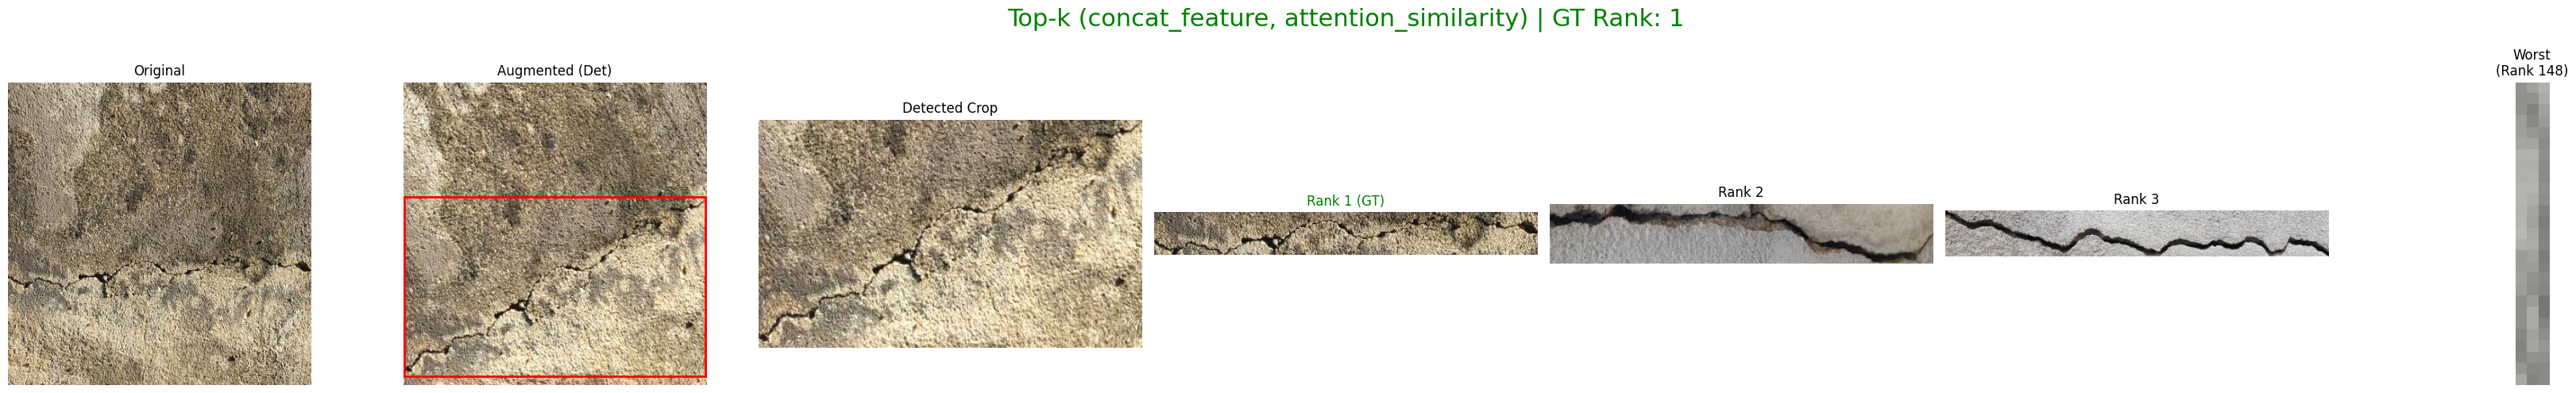 Top-k (concat_feature, attention_similarity) | GT Rank: 1
Original
Augmented (Det)
Detected Crop
Rank 1 (GT)
Rank 2
Rank 3
Worst
(Rank 148)